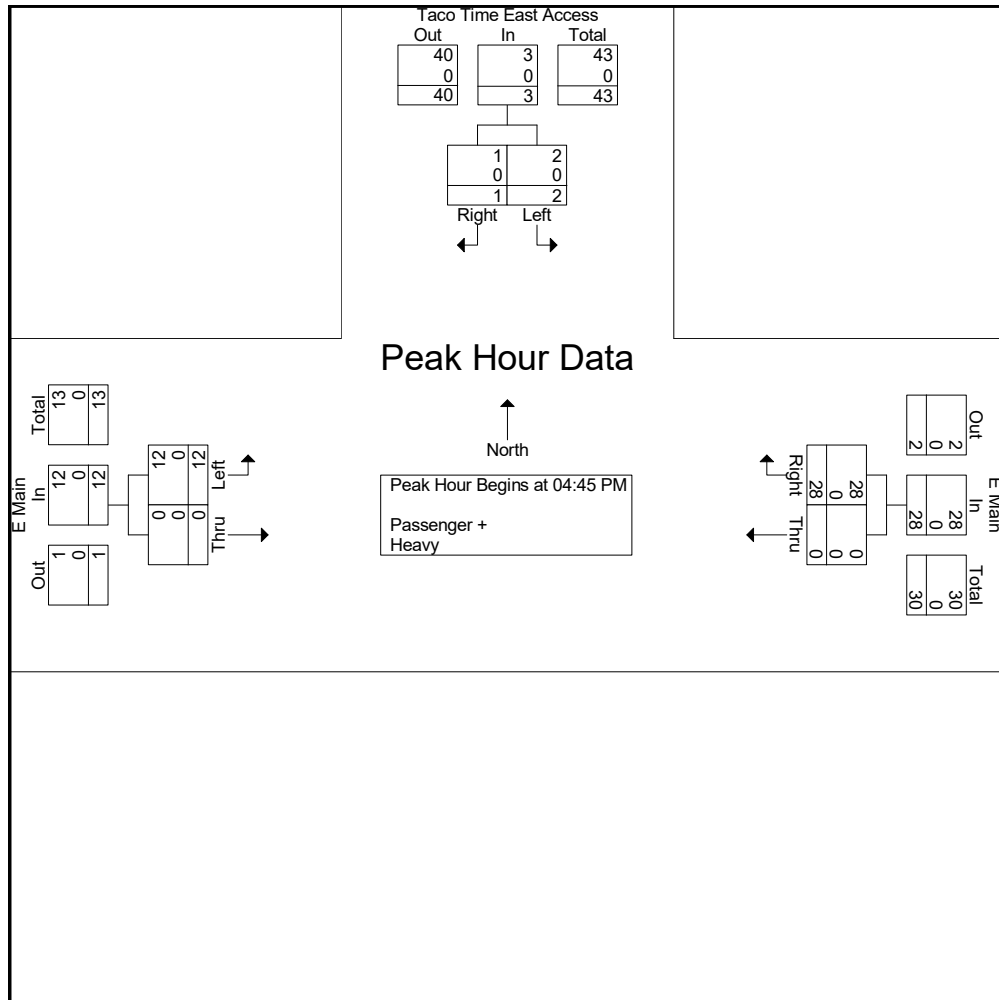 Taco Time East Access
Out In Total
40 3 43
0 0 0
40 3 43
1 2
0 0
1 2
Right Left
Peak Hour Data
North
Peak Hour Begins at 04:45 PM
Passenger +
Heavy
E Main
Out In Total
1 12 13
0 0 0
1 12 13
Thru Left
0 12
0 0
0 12
E Main
Out In Total
2 28 30
0 0 0
2 28 30
Right Thru
28 0
0 0
28 0